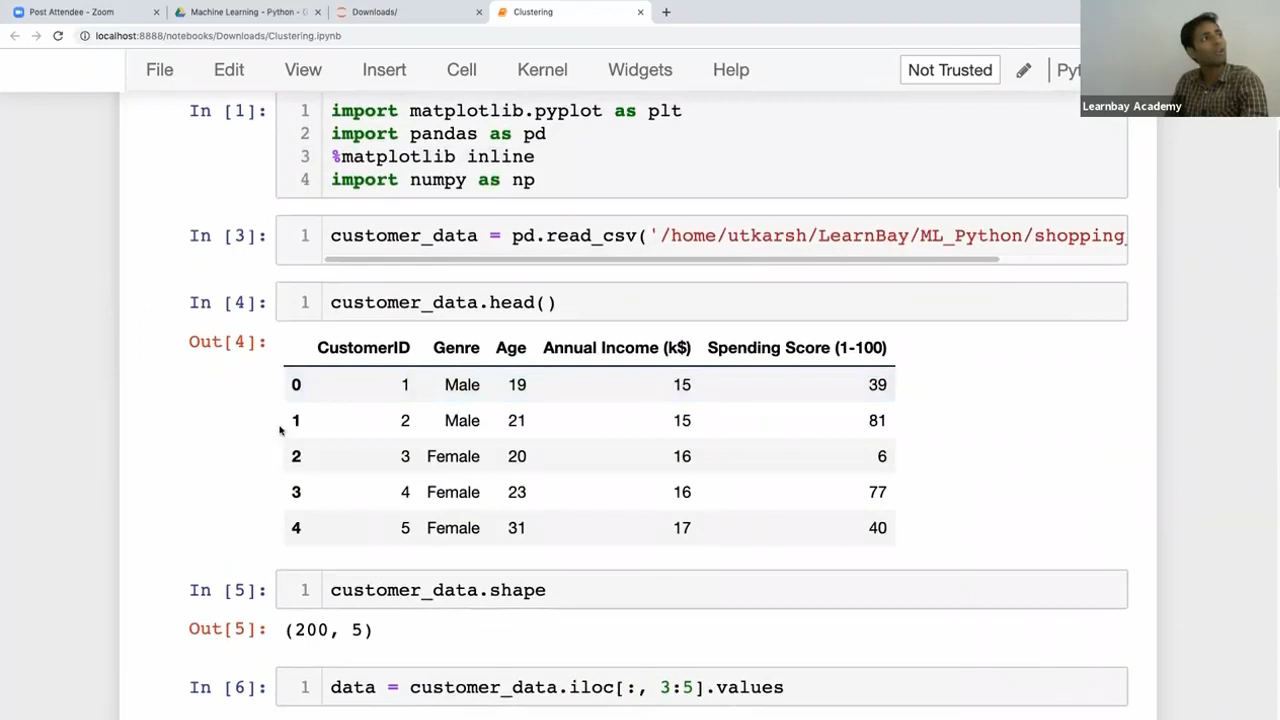 Post Attendee - Zoom
Machine Learning - Python - G
Downloads/
Clustering
localhost:8888/notebooks/Downloads/Clustering.ipynb
File Edit View Insert Cell Kernel Widgets Help Not Trusted Pyt
Learnbay Academy
In [1]:
1 import matplotlib.pyplot as plt
2 import pandas as pd
3 %matplotlib inline
4 import numpy as np
In [3]: 1 customer_data = pd.read_csv('/home/utkarsh/LearnBay/ML_Python/shopping_
In [4]: 1 customer_data.head()
Out[4]:
CustomerID Genre Age Annual Income (k$) Spending Score (1-100)
0 1 Male 19 15 39
1 2 Male 21 15 81
2 3 Female 20 16 6
3 4 Female 23 16 77
4 5 Female 31 17 40
In [5]: 1 customer_data.shape
Out[5]: (200, 5)
In [6]: 1 data = customer_data.iloc[:, 3:5].values